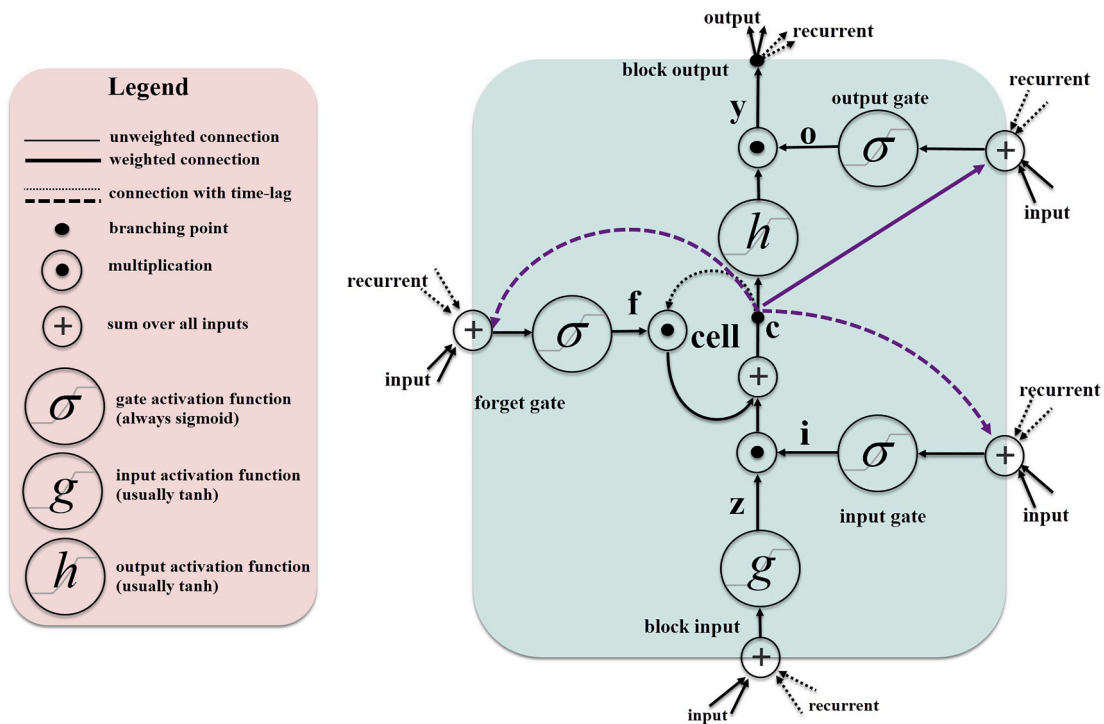 Legend
unweighted connection
weighted connection
connection with time-lag
branching point
multiplication
+
sum over all inputs
σ
gate activation function
(always sigmoid)
g
input activation function
(usually tanh)
h
output activation function
(usually tanh)
output
recurrent
block output
recurrent
output gate
y
o
σ
+
input
h
recurrent
f
+
σ
cell
c
input
forget gate
+
recurrent
i
σ
+
z
input gate
input
g
block input
+
input
recurrent